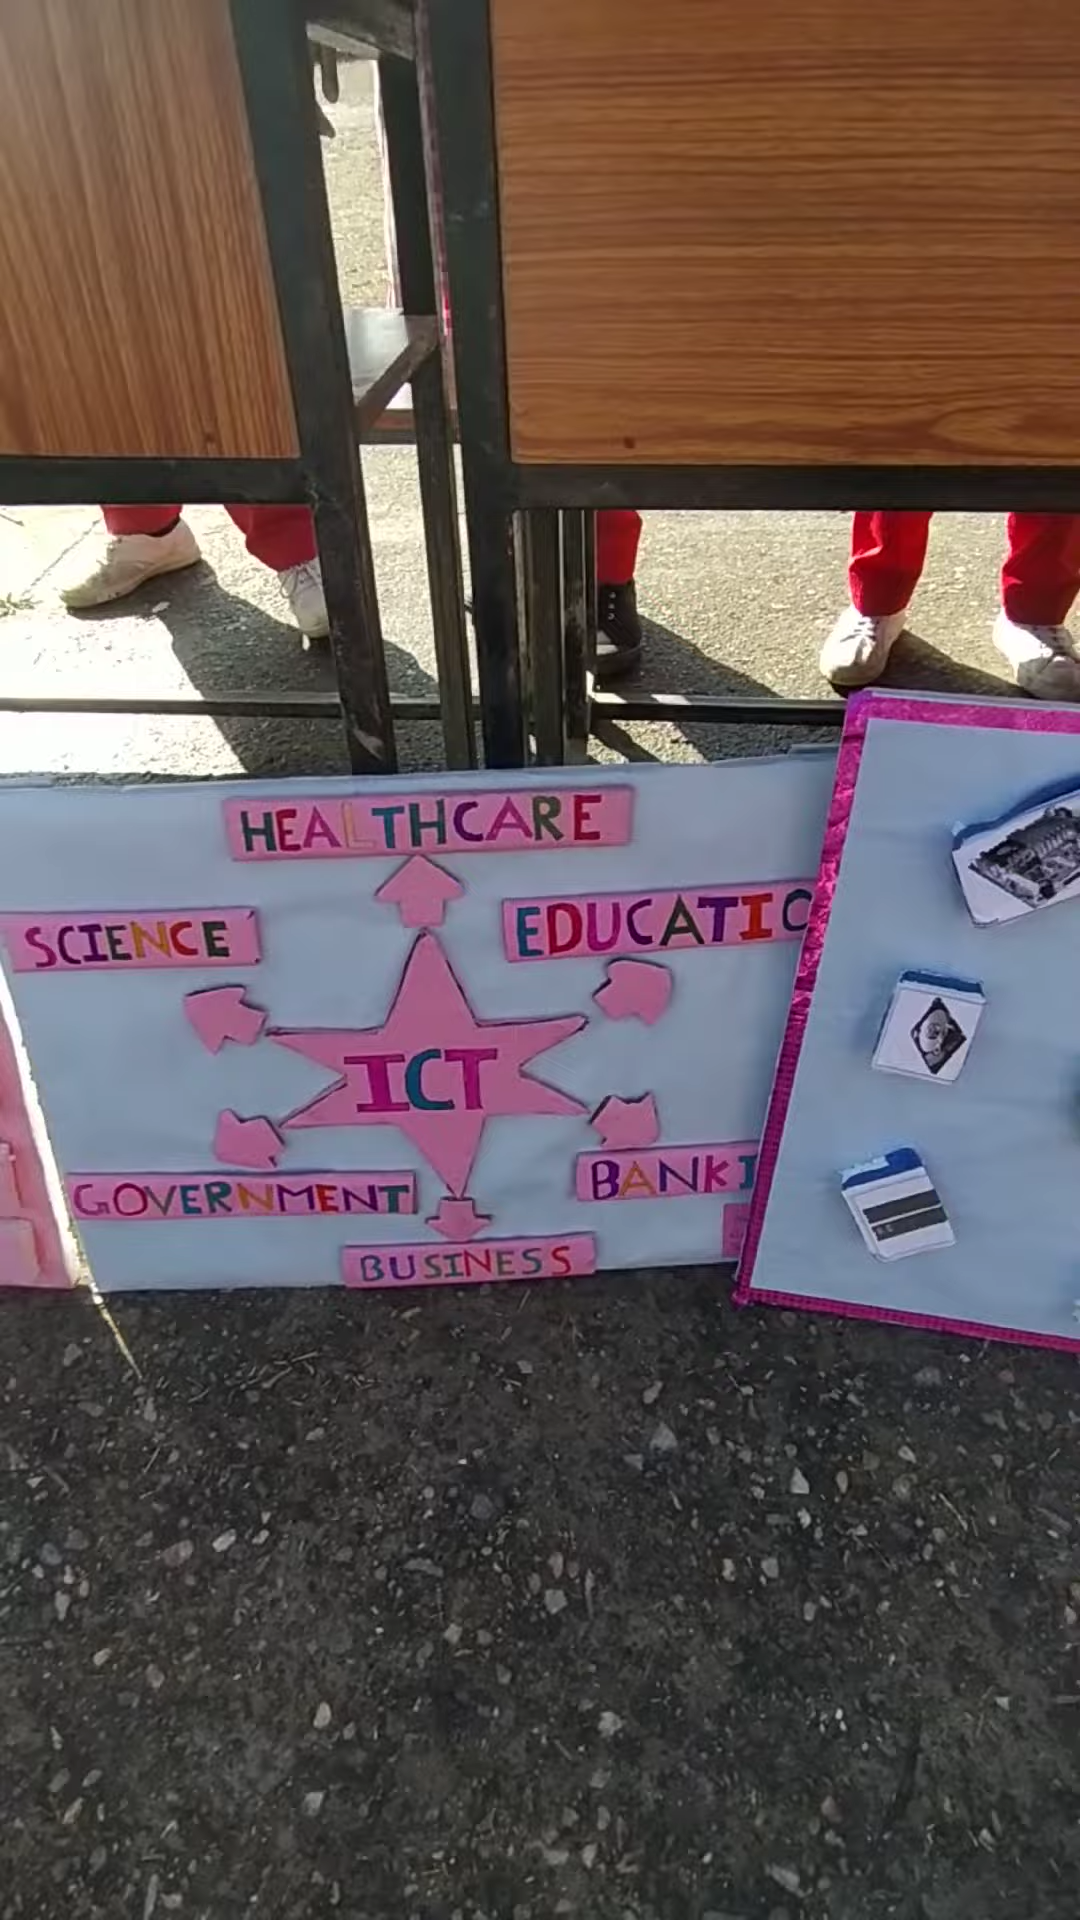 HEALTHCARE
SCIENCE
EDUCATIO
ICT
GOVERNMENT
BANKI
BUSINESS